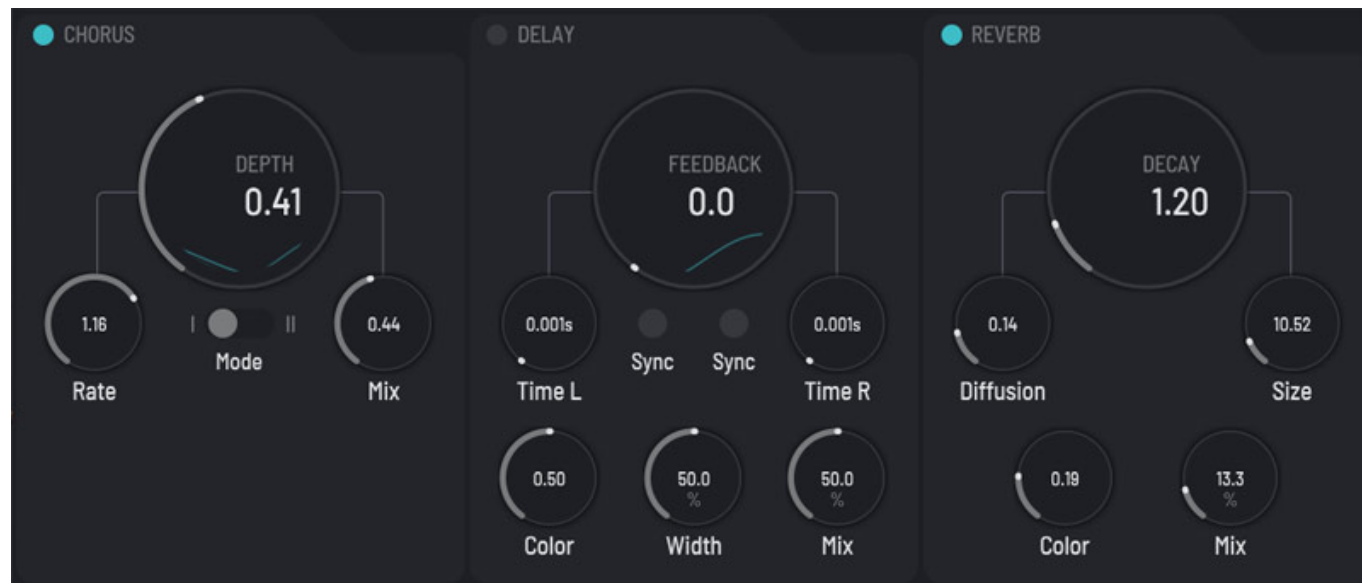 CHORUS
DEPTH
0.41
1.16
I
II
0.44
Mode
Rate
Mix
DELAY
FEEDBACK
0.0
0.001s
0.001s
Sync
Sync
Time L
Time R
0.50
50.0
%
50.0
%
Color
Width
Mix
REVERB
DECAY
1.20
0.14
10.52
Diffusion
Size
0.19
13.3
%
Color
Mix